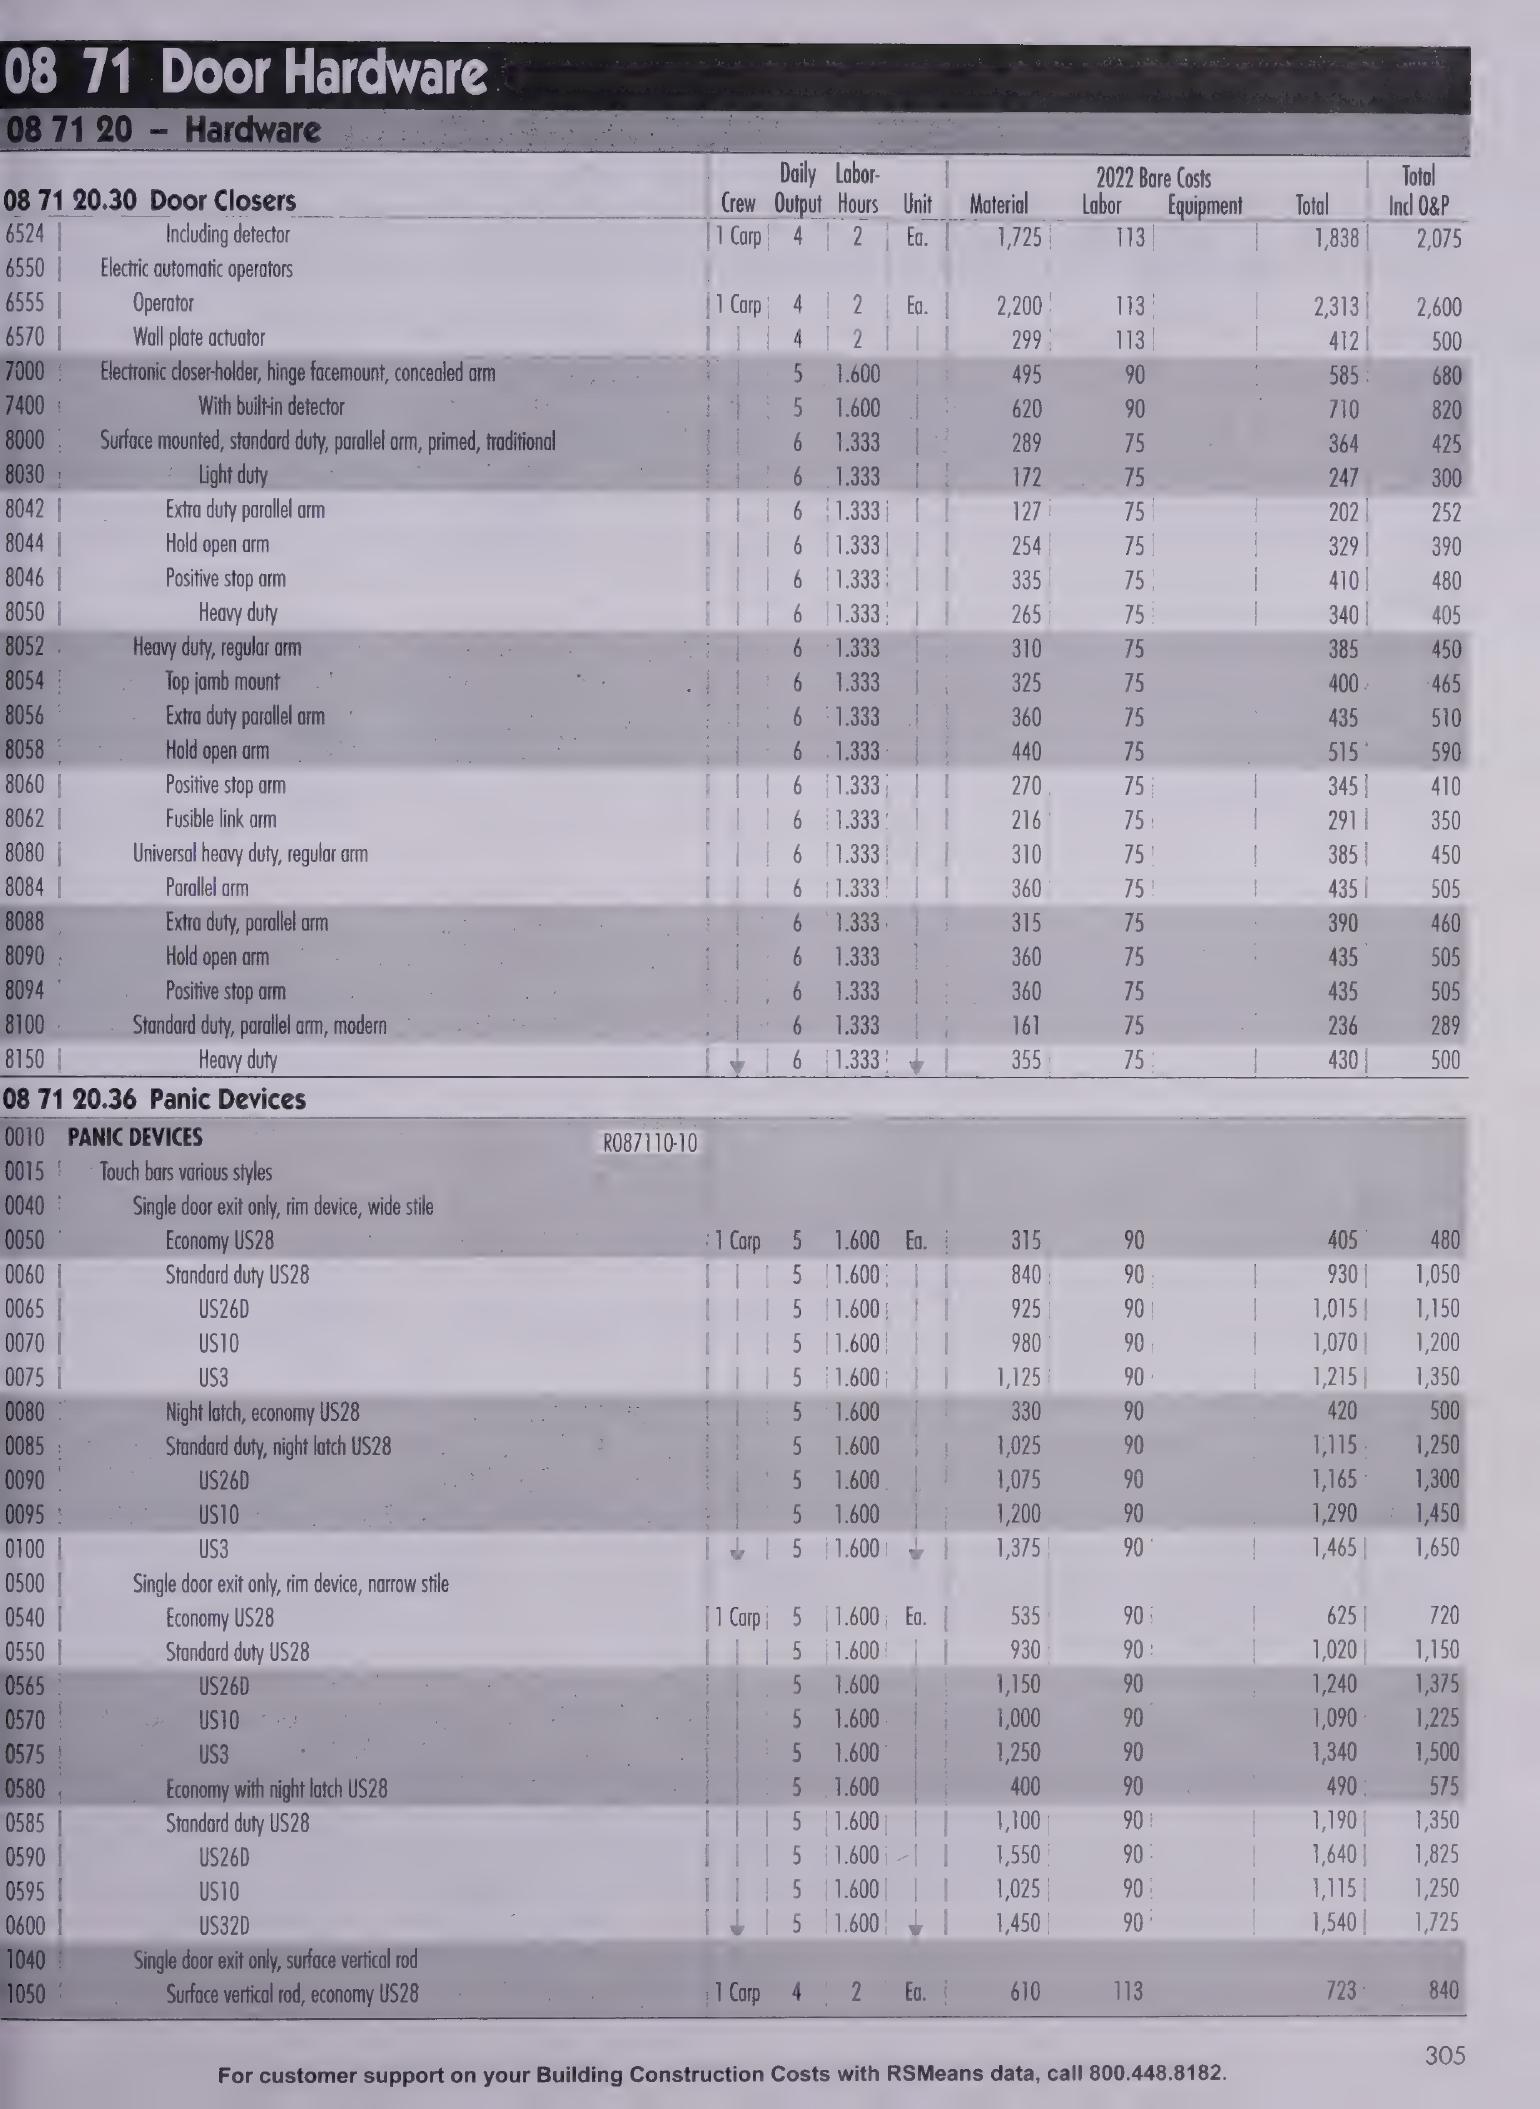 08 71 Door Hardware
08 71 20 – Hardware
08 71 20.30 Door Closers Crew Daily Output Labor-Hours Unit 2022 Bare Costs Material Labor Equipment Total Total Incl O&P
6524 Including detector 1 Carp 4 2 Ea. 1,725 113 1,838 2,075
6550 Electric automatic operators
6555 Operator 1 Carp 4 2 Ea. 2,200 113 2,313 2,600
6570 Wall plate actuator 4 2 299 113 412 500
7000 Electronic closer-holder, hinge facemount, concealed arm 5 1.600 495 90 585 680
7400 With built-in detector 5 1.600 620 90 710 820
8000 Surface mounted, standard duty, parallel arm, primed, traditional 6 1.333 289 75 364 425
8030 Light duty 6 1.333 172 75 247 300
8042 Extra duty parallel arm 6 1.333 127 75 202 252
8044 Hold open arm 6 1.333 254 75 329 390
8046 Positive stop arm 6 1.333 335 75 410 480
8050 Heavy duty 6 1.333 265 75 340 405
8052 Heavy duty, regular arm 6 1.333 310 75 385 450
8054 Top jamb mount 6 1.333 325 75 400 465
8056 Extra duty parallel arm 6 1.333 360 75 435 510
8058 Hold open arm 6 1.333 440 75 515 590
8060 Positive stop arm 6 1.333 270 75 345 410
8062 Fusible link arm 6 1.333 216 75 291 350
8080 Universal heavy duty, regular arm 6 1.333 310 75 385 450
8084 Parallel arm 6 1.333 360 75 435 505
8088 Extra duty, parallel arm 6 1.333 315 75 390 460
8090 Hold open arm 6 1.333 360 75 435 505
8094 Positive stop arm 6 1.333 360 75 435 505
8100 Standard duty, parallel arm, modern 6 1.333 161 75 236 289
8150 Heavy duty 6 1.333 355 75 430 500
08 71 20.36 Panic Devices
0010 PANIC DEVICES R087110-10
0015 Touch bars various styles
0040 Single door exit only, rim device, wide stile
0050 Economy US28 1 Carp 5 1.600 Ea. 315 90 405 480
0060 Standard duty US28 5 1.600 840 90 930 1,050
0065 US26D 5 1.600 925 90 1,015 1,150
0070 US10 5 1.600 980 90 1,070 1,200
0075 US3 5 1.600 1,125 90 1,215 1,350
0080 Night latch, economy US28 5 1.600 330 90 420 500
0085 Standard duty, night latch US28 5 1.600 1,025 90 1,115 1,250
0090 US26D 5 1.600 1,075 90 1,165 1,300
0095 US10 5 1.600 1,200 90 1,290 1,450
0100 US3 5 1.600 1,375 90 1,465 1,650
0500 Single door exit only, rim device, narrow stile
0540 Economy US28 1 Carp 5 1.600 Ea. 535 90 625 720
0550 Standard duty US28 5 1.600 930 90 1,020 1,150
0565 US26D 5 1.600 1,150 90 1,240 1,375
0570 US10 5 1.600 1,000 90 1,090 1,225
0575 US3 5 1.600 1,250 90 1,340 1,500
0580 Economy with night latch US28 5 1.600 400 90 490 575
0585 Standard duty US28 5 1.600 1,100 90 1,190 1,350
0590 US26D 5 1.600 1,550 90 1,640 1,825
0595 US10 5 1.600 1,025 90 1,115 1,250
0600 US32D 5 1.600 1,450 90 1,540 1,725
1040 Single door exit only, surface vertical rod
1050 Surface vertical rod, economy US28 1 Carp 4 2 Ea. 610 113 723 840
305
For customer support on your Building Construction Costs with RSMeans data, call 800.448.8182.